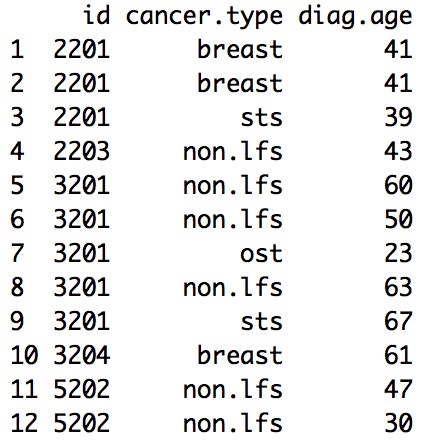 id cancer.type diag.age
1 2201 breast 41
2 2201 breast 41
3 2201 sts 39
4 2203 non.lfs 43
5 3201 non.lfs 60
6 3201 non.lfs 50
7 3201 ost 23
8 3201 non.lfs 63
9 3201 sts 67
10 3204 breast 61
11 5202 non.lfs 47
12 5202 non.lfs 30